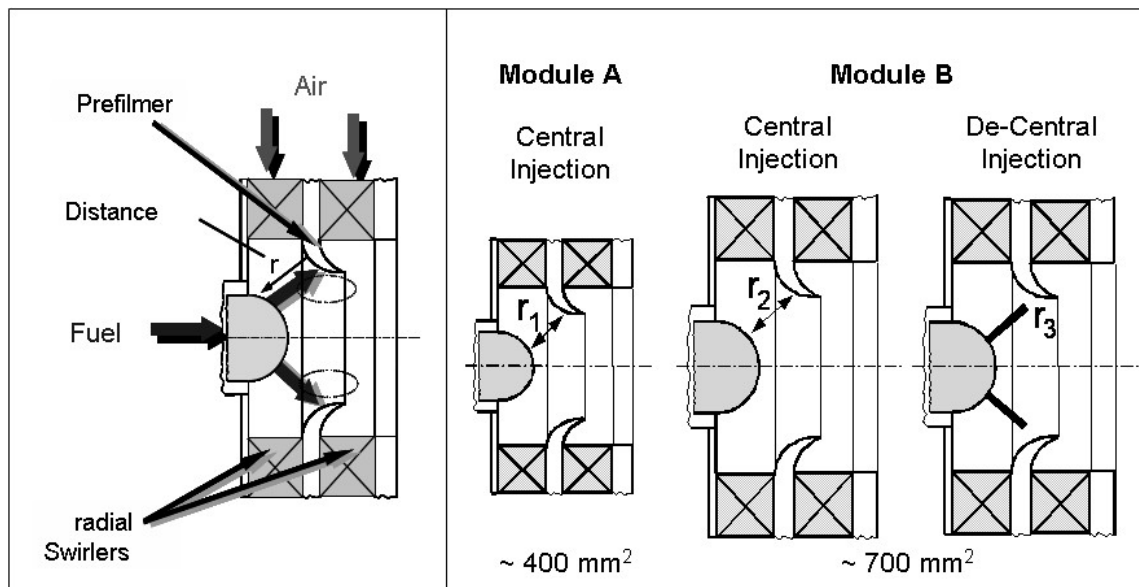 Air
Prefilmer
Distance
r
Fuel
radial
Swirlers
Module A
Module B
Central
Injection
Central
Injection
De-Central
Injection
r1
r2
r3
~ 400 mm²
~ 700 mm²